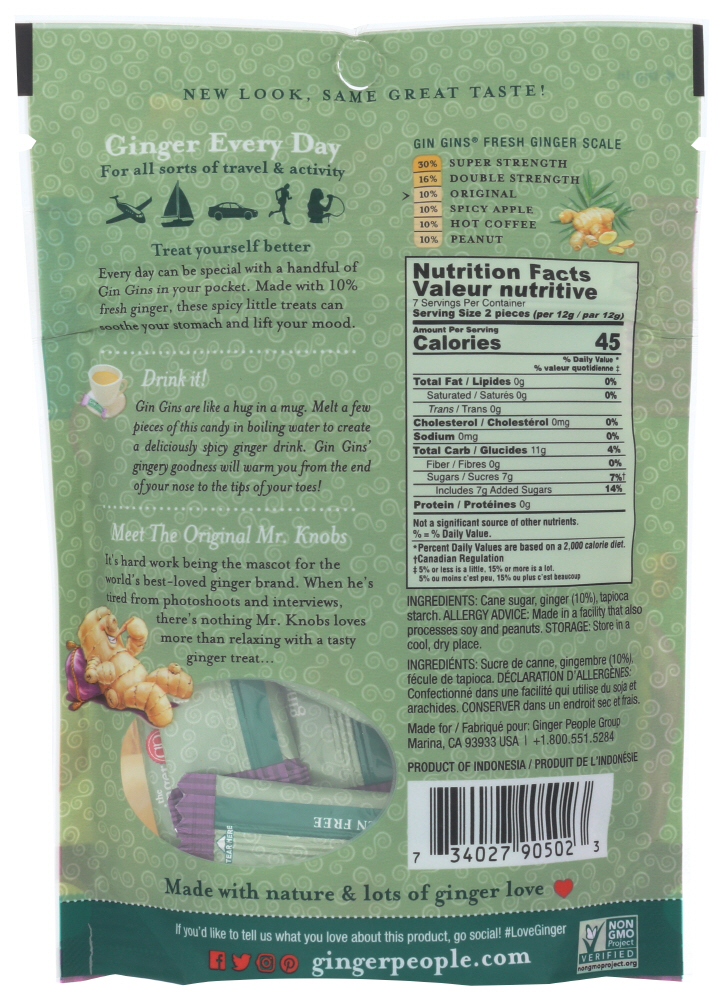 NEW LOOK, SAME GREAT TASTE!
Ginger Every Day
For all sorts of travel & activity
Treat yourself better
Every day can be special with a handful of
Gin Gins in your pocket. Made with 10%
fresh ginger, these spicy little treats can
soothe your stomach and lift your mood.
Drink it!
Gin Gins are like a hug in a mug. Melt a few
pieces of this candy in boiling water to create
a deliciously spicy ginger drink. Gin Gins'
gingery goodness will warm you from the end
of your nose to the tips of your toes!
Meet The Original Mr. Knobs
It's hard work being the mascot for the
world's best-loved ginger brand. When he's
tired from photoshoots and interviews,
there's nothing Mr. Knobs loves
more than relaxing with a tasty
ginger treat...
GIN GINS® FRESH GINGER SCALE
30% SUPER STRENGTH
16% DOUBLE STRENGTH
> 10% ORIGINAL
10% SPICY APPLE
10% HOT COFFEE
10% PEANUT
Nutrition Facts
Valeur nutritive
7 Servings Per Container
Serving Size 2 pieces (per 12g / par 12g)
Amount Per Serving
Calories 45
% Daily Value *
% valeur quotidienne ‡
Total Fat / Lipides 0g 0%
Saturated / Saturés 0g 0%
Trans / Trans 0g
Cholesterol / Cholestérol 0mg 0%
Sodium 0mg 0%
Total Carb / Glucides 11g 4%
Fiber / Fibres 0g 0%
Sugars / Sucres 7g 7%†
Includes 7g Added Sugars 14%
Protein / Protéines 0g
Not a significant source of other nutrients.
% = % Daily Value.
*Percent Daily Values are based on a 2,000 calorie diet.
†Canadian Regulation
‡ 5% or less is a little, 15% or more is a lot.
5% ou moins c'est peu, 15% ou plus c'est beaucoup
INGREDIENTS: Cane sugar, ginger (10%), tapioca
starch. ALLERGY ADVICE: Made in a facility that also
processes soy and peanuts. STORAGE: Store in a
cool, dry place.
INGREDIÉNTS: Sucre de canne, gingembre (10%),
fécule de tapioca. DÉCLARATION D'ALLERGÈNES:
Confectionné dans une facilité qui utilise du soja et
arachides. CONSERVER dans un endroit sec et frais.
Made for / Fabriqué pour: Ginger People Group
Marina, CA 93933 USA | +1.800.551.5284
PRODUCT OF INDONESIA / PRODUIT DE L'INDONÉSIE
7 34027 90502 3
N FREE
TEAR HERE
Made with nature & lots of ginger love
If you'd like to tell us what you love about this product, go social! #LoveGinger
gingerpeople.com
NON
GMO
Project
VERIFIED
nongmoproject.org